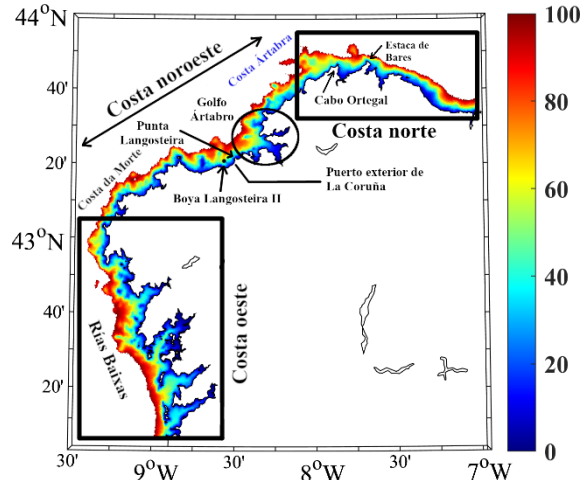 44°N
40'
20'
43°N
40'
20'
30'
9°W
30'
8°W
30'
7°W
100
80
60
40
20
0
Costa noroeste
Costa Ártabra
Estaca de
Bares
Cabo Ortegal
Costa norte
Golfo
Ártabro
Punta
Langosteira
Costa da Morte
Boya Langosteira II
Puerto exterior de
La Coruña
Costa oeste
Rías Baixas